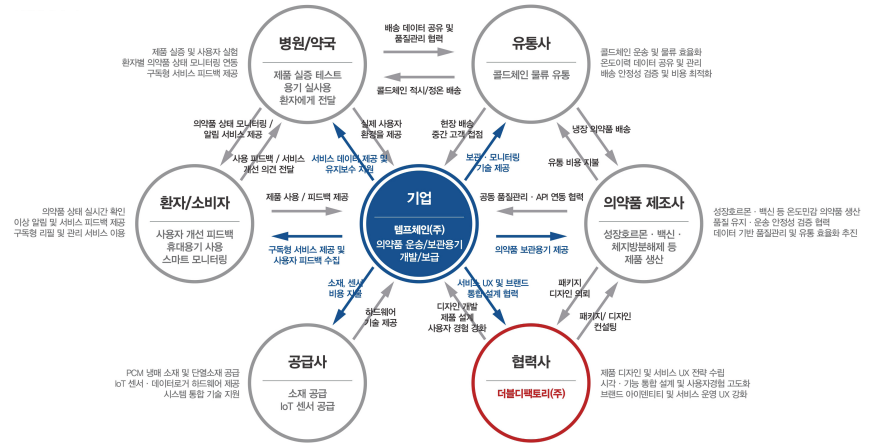 병원/약국
제품 실증 테스트
용기 실사용
환자에게 전달
제품 실증 및 사용자 실험
환자별 의약품 상태 모니터링 연동
구독형 서비스 피드백 제공
배송 데이터 공유 및
품질관리 협력
콜드체인 적시/정온 배송
유통사
콜드체인 물류 유통
콜드체인 운송 및 물류 효율화
온도이력 데이터 공유 및 관리
배송 안정성 검증 및 비용 최적화
의약품 상태 모니터링 /
알림 서비스 제공
사용 피드백 / 서비스
개선 의견 전달
실제 사용자
환경을 제공
서비스 데이터 제공 및
유지보수 지원
현장 배송
중간 고객 접점
보관 · 모니터링
기술 제공
냉장 의약품 배송
유통 비용 지불
환자/소비자
사용자 개선 피드백
휴대용기 사용
스마트 모니터링
의약품 상태 실시간 확인
이상 알림 및 서비스 피드백 제공
구독형 리필 및 관리 서비스 이용
제품 사용 / 피드백 제공
구독형 서비스 제공 및
사용자 피드백 수집
기업
템프체인(주)
의약품 운송/보관용기
개발/보급
공동 품질관리 · API 연동 협력
의약품 보관용기 제공
의약품 제조사
성장호르몬 · 백신 ·
체지방분해제 등
제품 생산
성장호르몬 · 백신 등 온도민감 의약품 생산
품질 유지 · 운송 안정성 검증 협력
데이터 기반 품질관리 및 유통 효율화 추진
소재, 센서
비용 지불
하드웨어
기술 제공
서비스 UX 및 브랜드
통합 설계 협력
디자인 개발
제품 설계
사용자 경험 강화
패키지
디자인 의뢰
패키지/ 디자인
컨설팅
공급사
소재 공급
IoT 센서 공급
PCM 냉매 소재 및 단열소재 공급
IoT 센서 · 데이터로거 하드웨어 제공
시스템 통합 기술 지원
협력사
더블디팩토리(주)
제품 디자인 및 서비스 UX 전략 수립
시각 · 기능 통합 설계 및 사용자경험 고도화
브랜드 아이덴티티 및 서비스 운영 UX 강화